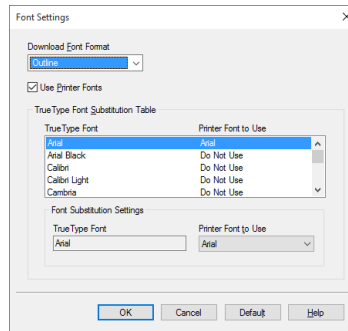 Font Settings
Download Font Format
Outline
Use Printer Fonts
TrueType Font Substitution Table
TrueType Font Printer Font to Use
Arial Arial
Arial Black Do Not Use
Calibri Do Not Use
Calibri Light Do Not Use
Cambria Do Not Use
Font Substitution Settings
TrueType Font Printer Font to Use
Arial Arial
OK Cancel Default Help